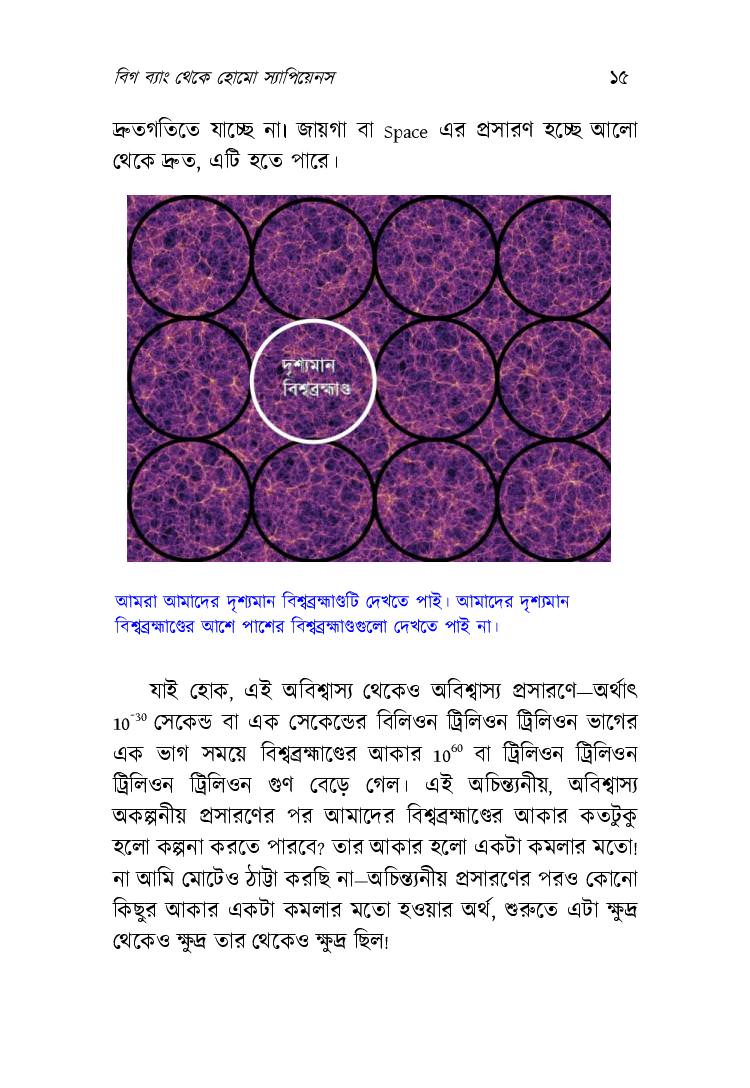 বিগ ব্যাং থেকে হোমো স্যাপিয়েনস ১৫
দ্রুতগতিতে যাচ্ছে না। জায়গা বা Space এর প্রসারণ হচ্ছে আলো
থেকে দ্রুত, এটি হতে পারে।
দৃশ্যমান
বিশ্বব্রহ্মাণ্ড
আমরা আমাদের দৃশ্যমান বিশ্বব্রহ্মাণ্ডটি দেখতে পাই। আমাদের দৃশ্যমান
বিশ্বব্রহ্মাণ্ডের আশে পাশের বিশ্বব্রহ্মাণ্ডগুলো দেখতে পাই না।
যাই হোক, এই অবিশ্বাস্য থেকেও অবিশ্বাস্য প্রসারণে—অর্থাৎ
10⁻³⁰ সেকেন্ড বা এক সেকেন্ডের বিলিওন ট্রিলিওন ট্রিলিওন ভাগের
এক ভাগ সময়ে বিশ্বব্রহ্মাণ্ডের আকার 10⁶⁰ বা ট্রিলিওন ট্রিলিওন
ট্রিলিওন ট্রিলিওন গুণ বেড়ে গেল। এই অচিন্ত্যনীয়, অবিশ্বাস্য
অকল্পনীয় প্রসারণের পর আমাদের বিশ্বব্রহ্মাণ্ডের আকার কতটুকু
হলো কল্পনা করতে পারবে? তার আকার হলো একটা কমলার মতো!
না আমি মোটেও ঠাট্টা করছি না—অচিন্ত্যনীয় প্রসারণের পরও কোনো
কিছুর আকার একটা কমলার মতো হওয়ার অর্থ, শুরুতে এটা ক্ষুদ্র
থেকেও ক্ষুদ্র তার থেকেও ক্ষুদ্র ছিল!